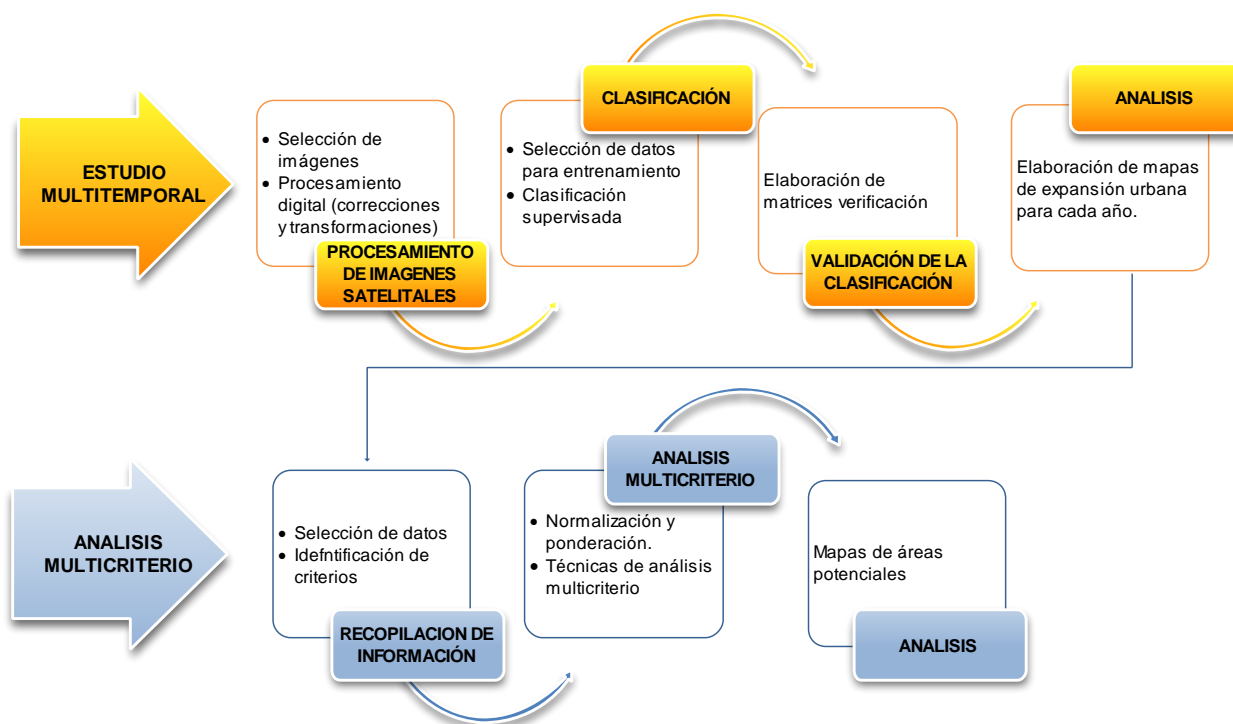 ESTUDIO
MULTITEMPORAL
• Selección de
imágenes
• Procesamiento
digital (correcciones
y transformaciones)
PROCESAMIENTO
DE IMAGENES
SATELITALES
CLASIFICACIÓN
• Selección de datos
para entrenamiento
• Clasificación
supervisada
Elaboración de
matrices verificación
VALIDACIÓN DE LA
CLASIFICACIÓN
ANALISIS
Elaboración de mapas
de expansión urbana
para cada año.
ANALISIS
MULTICRITERIO
• Selección de datos
• Idefntificación de
criterios
RECOPILACION DE
INFORMACIÓN
ANALISIS
MULTICRITERIO
• Normalización y
ponderación.
• Técnicas de análisis
multicriterio
Mapas de áreas
potenciales
ANALISIS